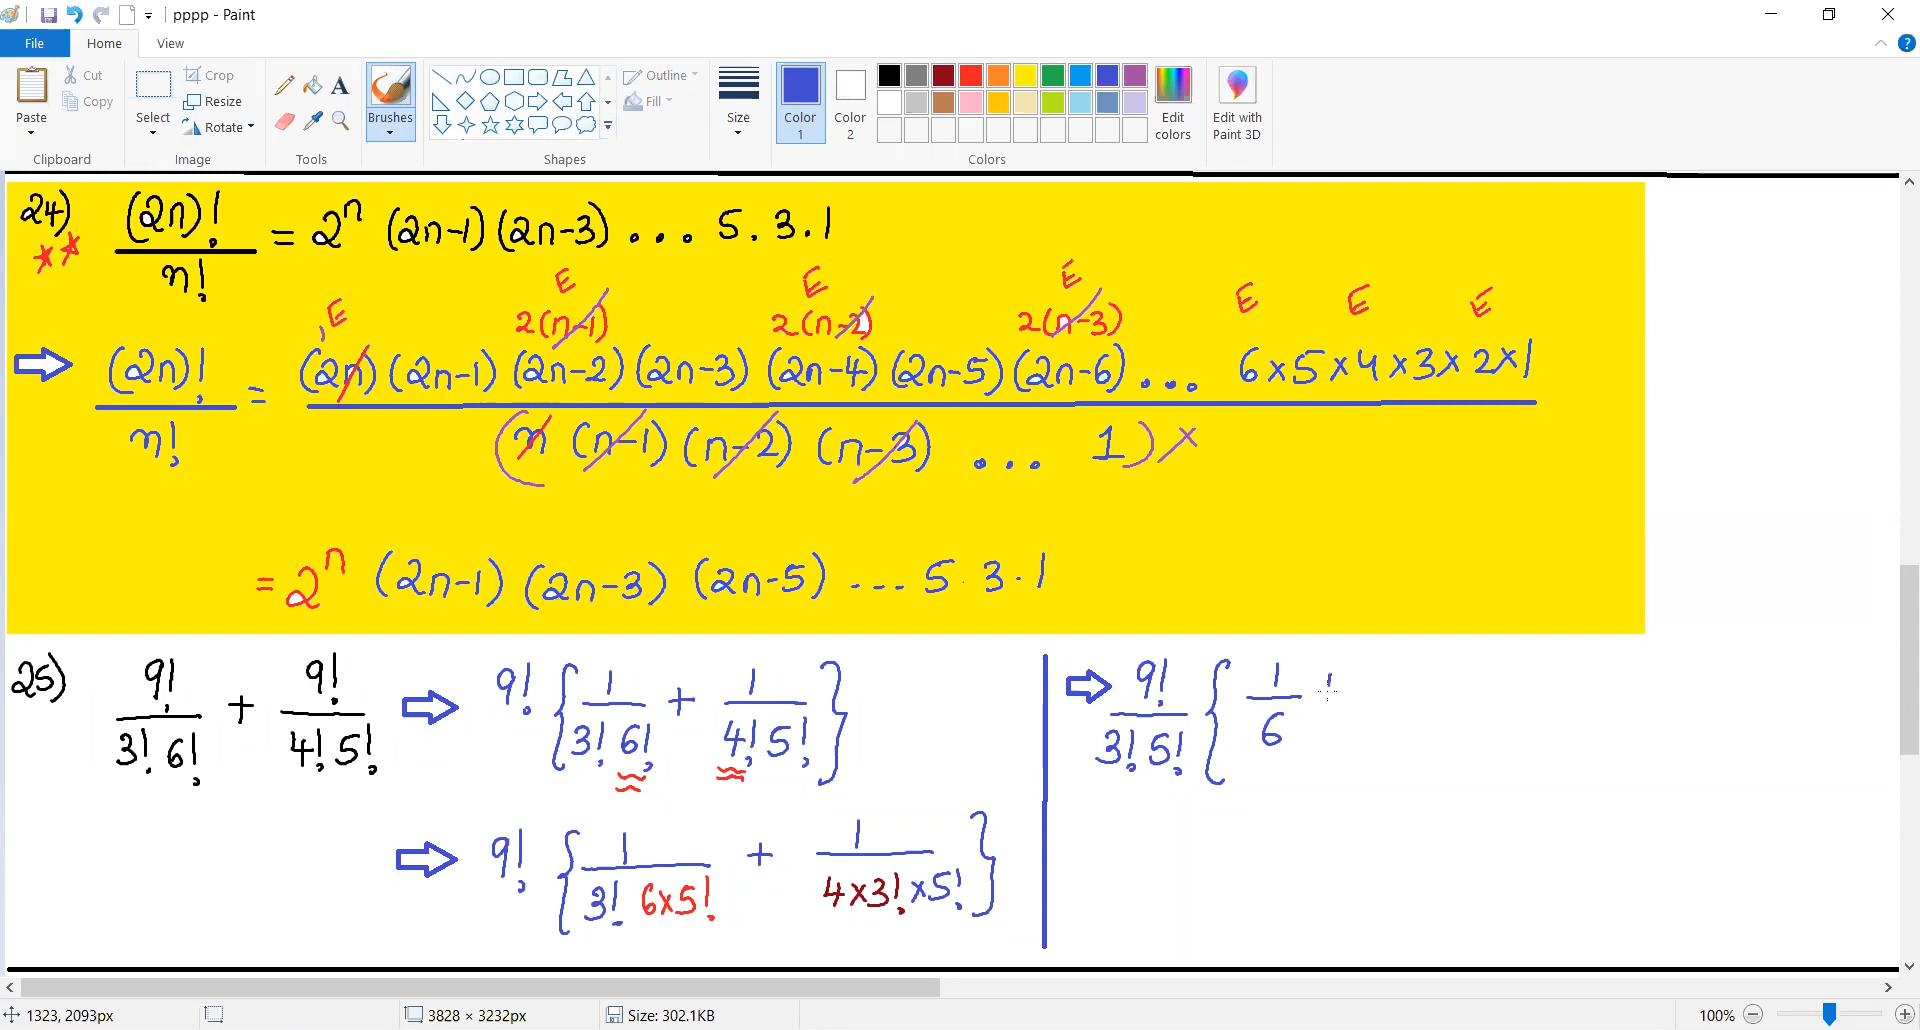 pppp - Paint
File Home View
Paste Cut Copy Select Crop Resize Rotate Brushes Outline Fill Size Color 1 Color 2 Edit colors Edit with Paint 3D
Clipboard Image Tools Shapes Colors
24) (2n)!/n! = 2^n (2n-1)(2n-3) ... 5.3.1
**
E E E E E E E
2(n-1) 2(n-2) 2(n-3)
⇒ (2n)!/n! = (2n)(2n-1)(2n-2)(2n-3)(2n-4)(2n-5)(2n-6)... 6×5×4×3×2×1
(n (n-1)(n-2)(n-3) ... 1)×
= 2^n (2n-1)(2n-3)(2n-5) ... 5.3.1
25) 9!/3!6! + 9!/4!5! ⇒ 9! {1/3!6! + 1/4!5!}
⇒ 9! {1/3! 6×5! + 1/4×3!×5!}
⇒ 9!/3!5! { 1/6
1323, 2093px 3828 × 3232px Size: 302.1KB 100%